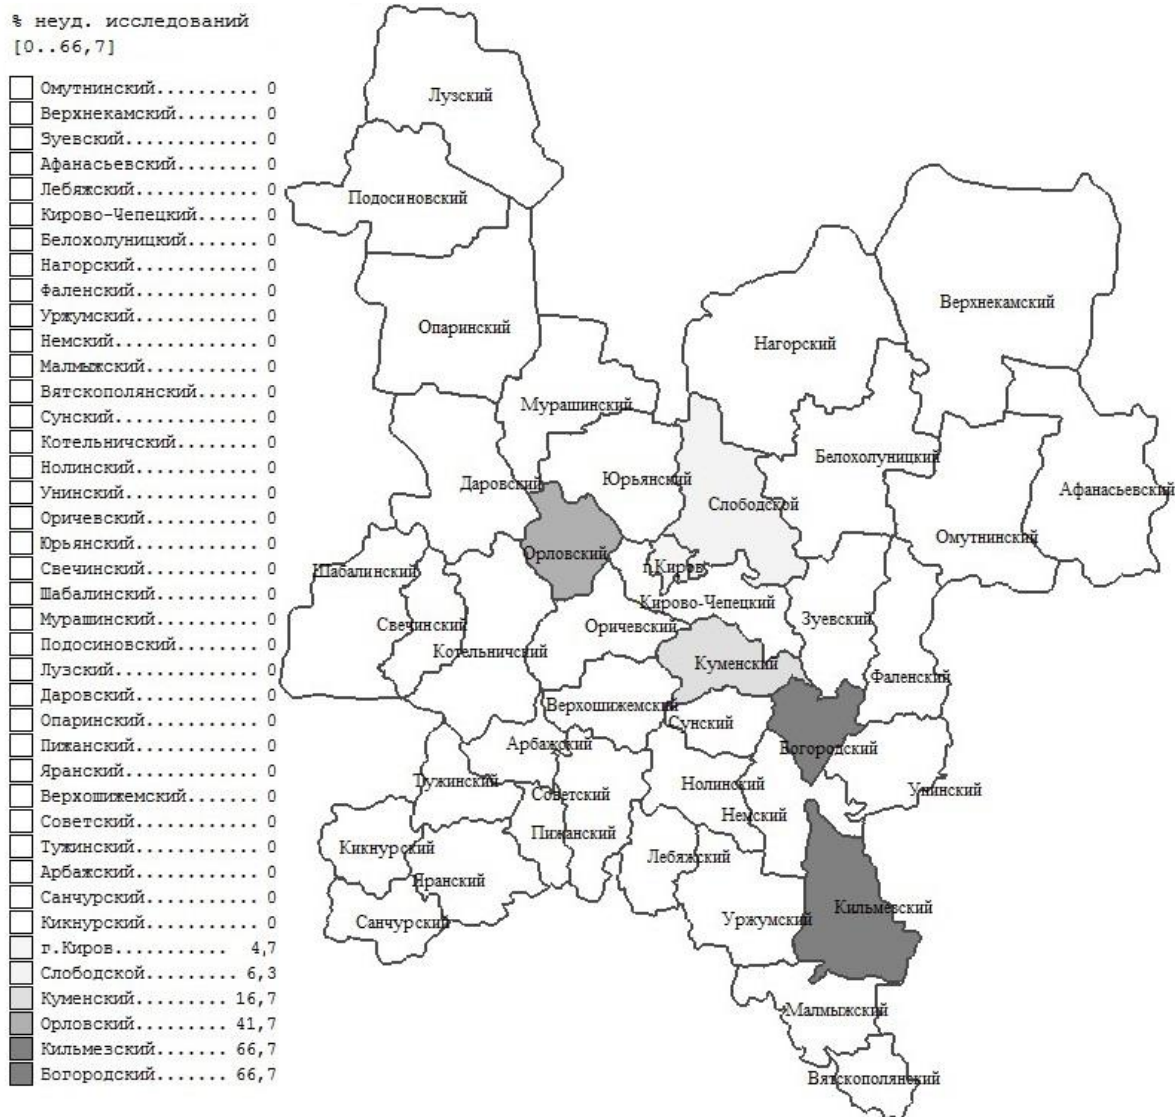 % неуд. исследований
[0..66,7]
Омутнинский.......... 0
Верхнекамский........ 0
Зуевский............. 0
Афанасьевский........ 0
Лебяжский............ 0
Кирово-Чепецкий...... 0
Белохолуницкий....... 0
Нагорский............ 0
Фаленский............ 0
Уржумский............ 0
Немский.............. 0
Малмыжский........... 0
Вятскополянский...... 0
Сунский.............. 0
Котельничский........ 0
Нолинский............ 0
Унинский............. 0
Оричевский........... 0
Юрьянский............ 0
Свечинский........... 0
Шабалинский.......... 0
Мурашинский.......... 0
Подосиновский........ 0
Лузский.............. 0
Даровский............ 0
Опаринский........... 0
Пижанский............ 0
Яранский............. 0
Верхошижемский....... 0
Советский............ 0
Тужинский............ 0
Арбажский............ 0
Санчурский........... 0
Кикнурский........... 0
г.Киров........... 4,7
Слободской........ 6,3
Куменский......... 16,7
Орловский......... 41,7
Кильмезский....... 66,7
Богородский....... 66,7
Лузский
Подосиновский
Верхнекамский
Опаринский
Нагорский
Мурашинский
Белохолуницкий
Юрьянский
Даровский
Афанасьевский
Слободской
Омутнинский
Орловский
г.Киров
Шабалинский
Кирово-Чепецкий
Зуевский
Свечинский
Оричевский
Котельничский
Куменский
Фаленский
Верхошижемский
Сунский
Арбажский
Богородский
Тужинский
Нолинский
Унинский
Советский
Немский
Пижанский
Кикнурский
Лебяжский
Яранский
Кильмезский
Санчурский
Уржумский
Малмыжский
Вятскополянский